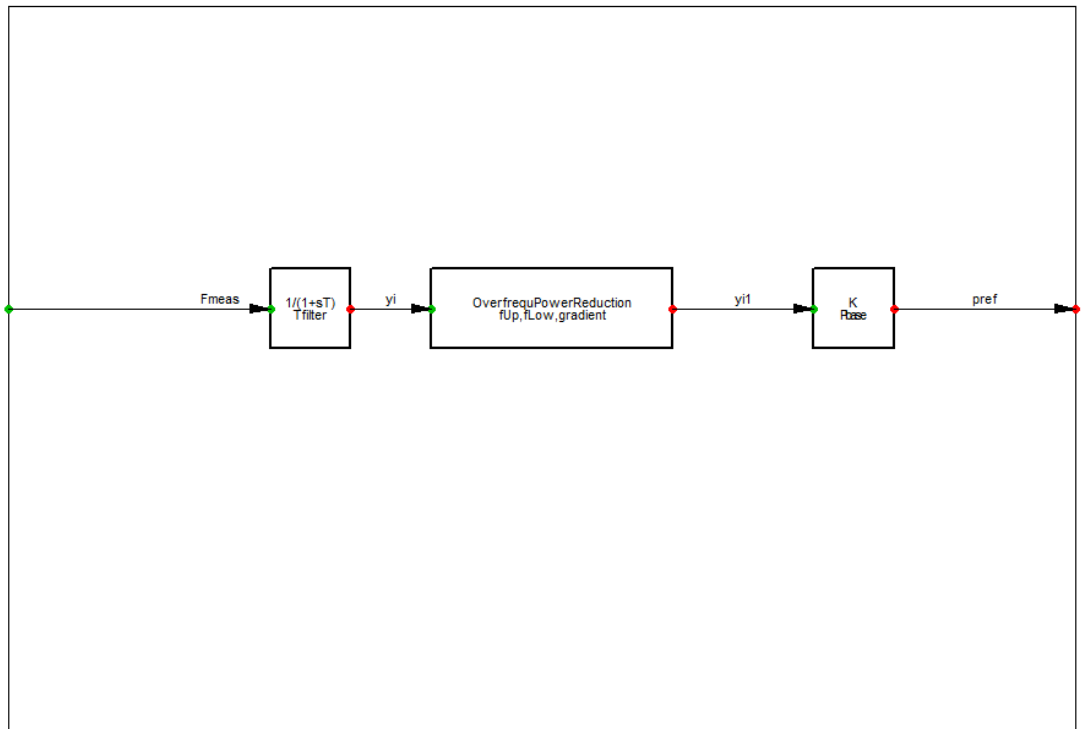 Fmeas
1/(1+sT)
Tfilter
yi
OverfrequPowerReduction
fUp,fLow,gradient
yi1
K
Pbase
pref